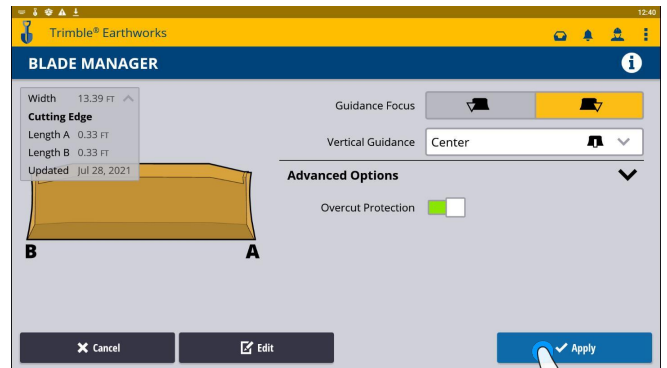 12:40
Trimble® Earthworks
BLADE MANAGER
Width 13.39 FT
Cutting Edge
Length A 0.33 FT
Length B 0.33 FT
Updated Jul 28, 2021
B A
Guidance Focus
Vertical Guidance Center
Advanced Options
Overcut Protection
Cancel Edit Apply